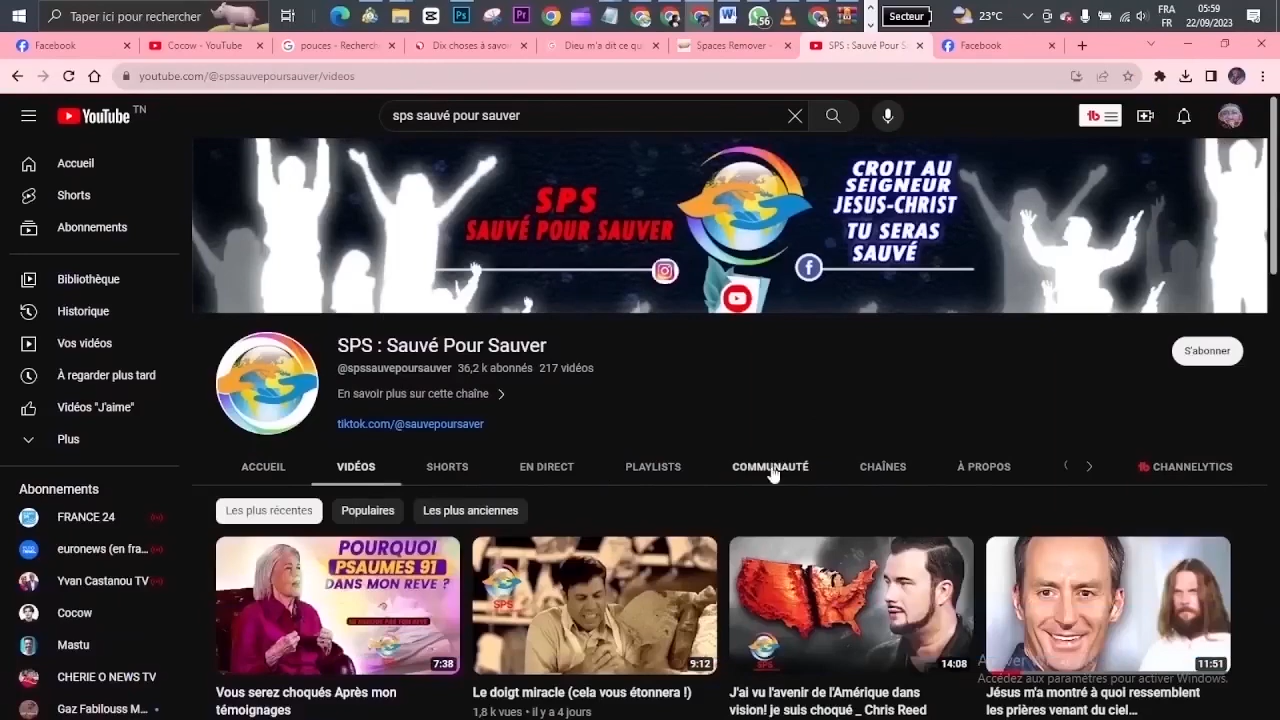 Taper ici pour rechercher
56
Secteur
23°C
FRA
FR
05:59
22/09/2023
Facebook
Cocow - YouTube
pouces - Recherch
Dix choses à savoir
Dieu m'a dit ce qu
Spaces Remover -
SPS : Sauvé Pour S
Facebook
youtube.com/@spssauvepoursauver/videos
YouTube TN
sps sauvé pour sauver
Accueil
Shorts
Abonnements
Bibliothèque
Historique
Vos vidéos
À regarder plus tard
Vidéos "J'aime"
Plus
Abonnements
FRANCE 24
euronews (en fra...
Yvan Castanou TV
Cocow
Mastu
CHERIE O NEWS TV
Gaz Fabilouss M...
SPS
SAUVÉ POUR SAUVER
CROIT AU
SEIGNEUR
JESUS-CHRIST
TU SERAS
SAUVÉ
SPS : Sauvé Pour Sauver
@spssauvepoursauver 36,2 k abonnés 217 vidéos
En savoir plus sur cette chaîne
tiktok.com/@sauvepoursaver
S'abonner
ACCUEIL
VIDÉOS
SHORTS
EN DIRECT
PLAYLISTS
COMMUNAUTÉ
CHAÎNES
À PROPOS
CHANNELYTICS
Les plus récentes
Populaires
Les plus anciennes
POURQUOI
PSAUMES 91
DANS MON REVE ?
7:38
SPS
9:12
SPS
14:08
11:51
Accédez aux paramètres pour activer Windows.
Vous serez choqués Après mon
témoignages
Le doigt miracle (cela vous étonnera !)
1,8 k vues • il y a 4 jours
J'ai vu l'avenir de l'Amérique dans
vision! je suis choqué _ Chris Reed
Jésus m'a montré à quoi ressemblent
les prières venant du ciel...